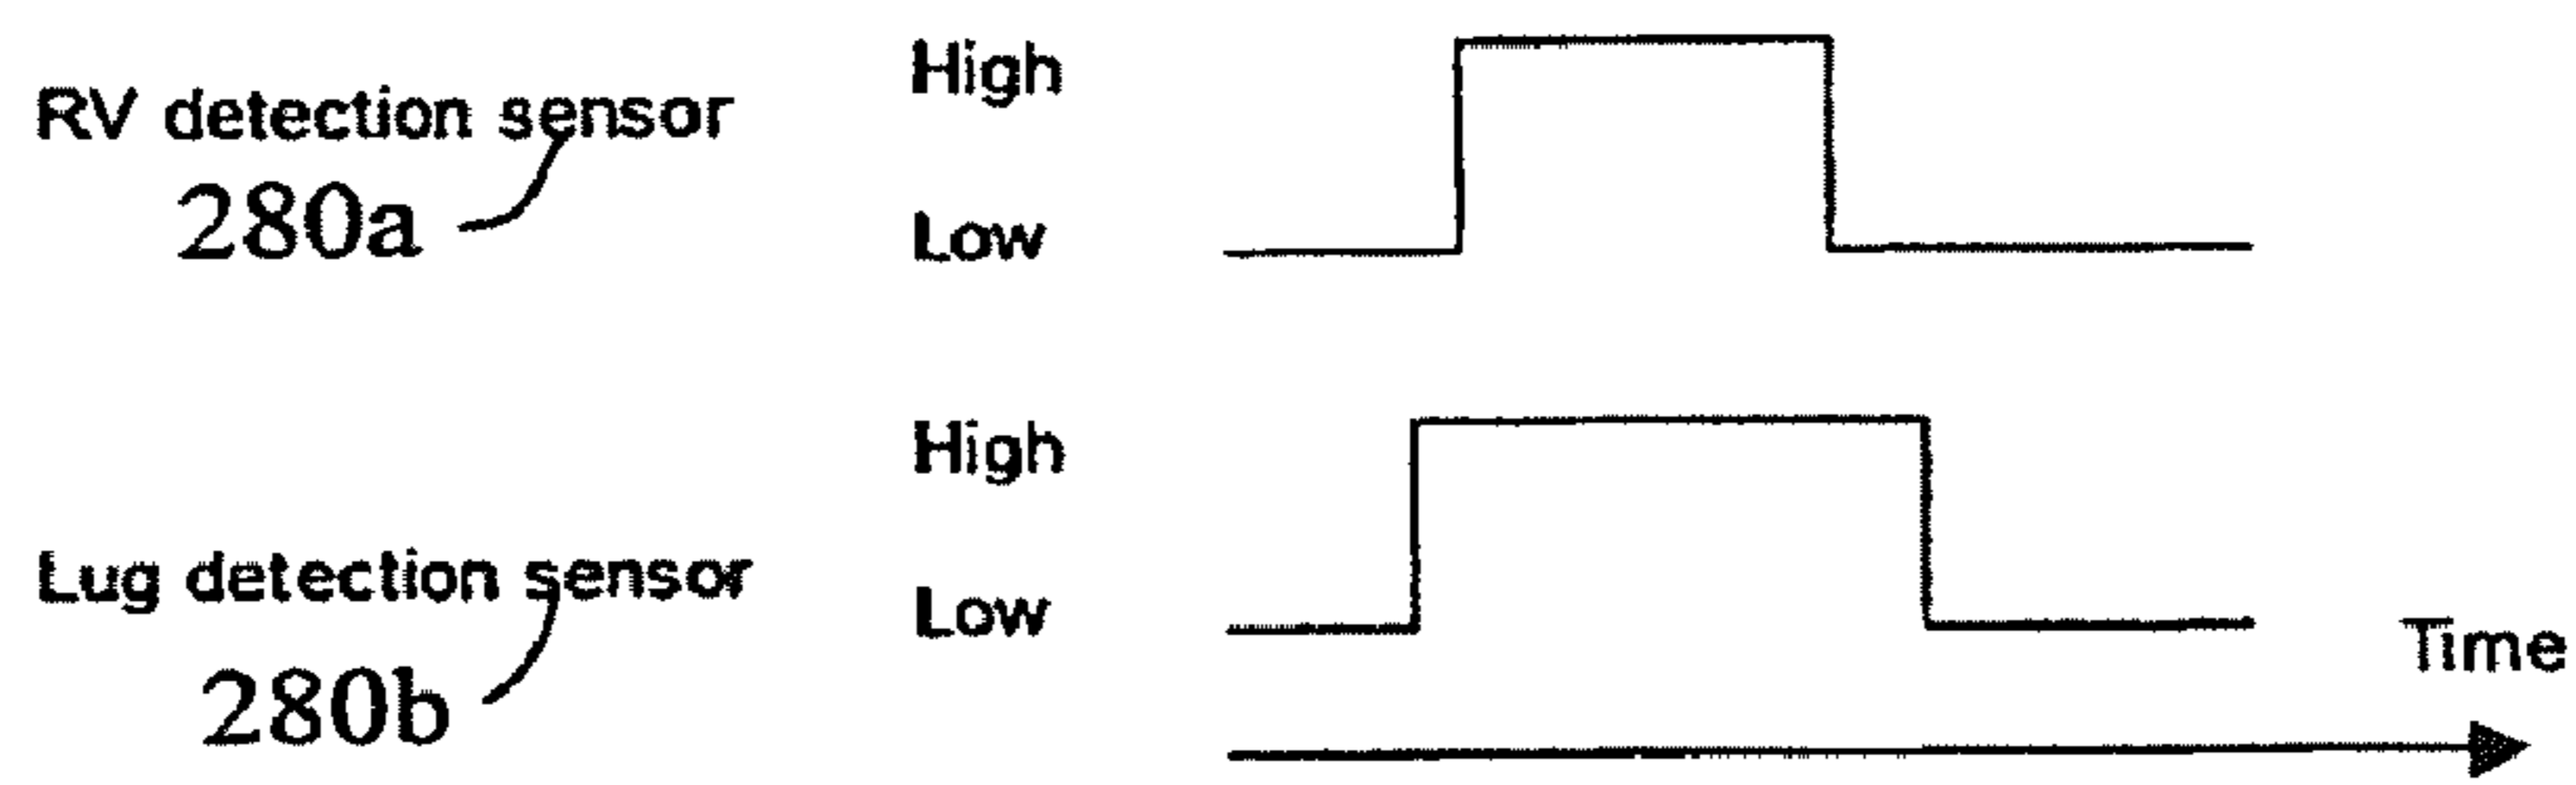 High
RV detection sensor
280a
Low
High
Lug detection sensor
Low
280b
Time